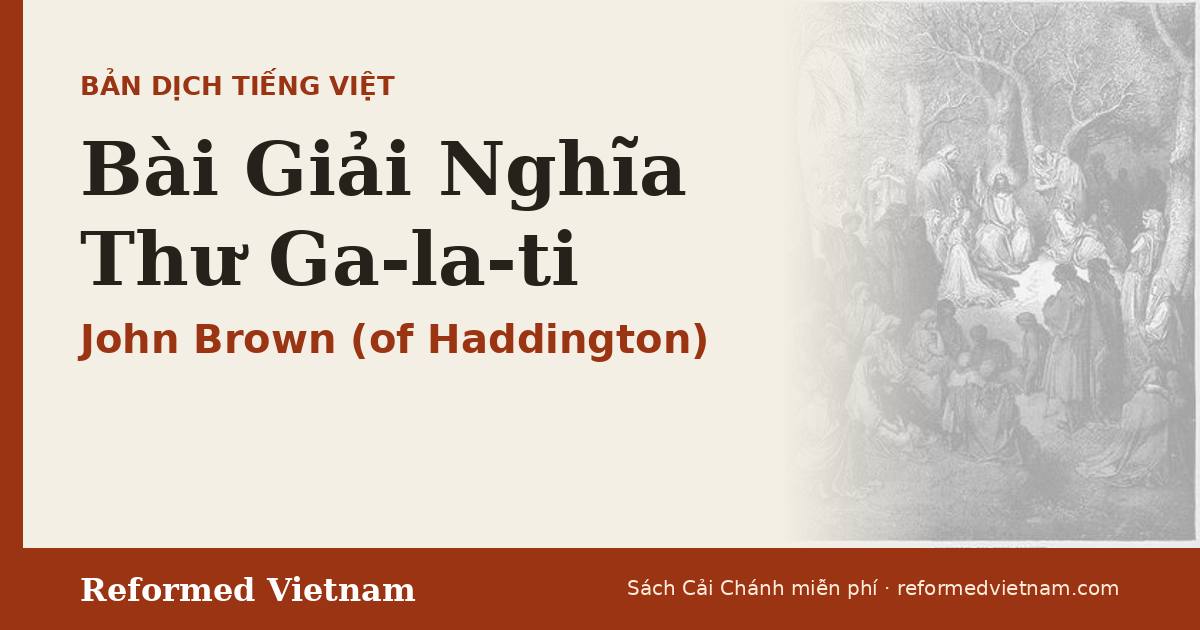 BẢN DỊCH TIẾNG VIỆT
Bài Giải Nghĩa
Thư Ga-la-ti
John Brown (of Haddington)
Reformed Vietnam
Sách Cải Chánh miễn phí · reformedvietnam.com